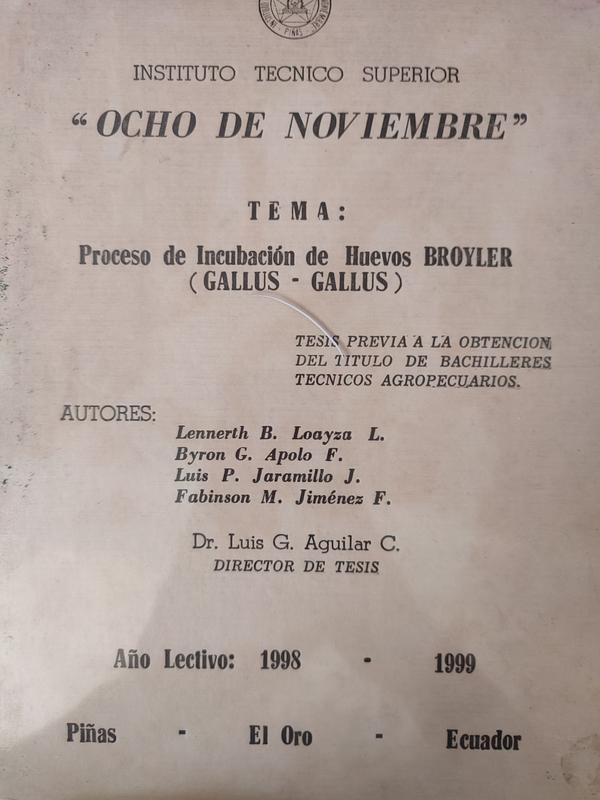 PIÑAS
INSTITUTO TECNICO SUPERIOR
“OCHO DE NOVIEMBRE”
TEMA:
Proceso de Incubación de Huevos BROYLER
(GALLUS - GALLUS)
TESIS PREVIA A LA OBTENCION
DEL TITULO DE BACHILLERES
TECNICOS AGROPECUARIOS.
AUTORES:
Lennerth B. Loayza L.
Byron G. Apolo F.
Luis P. Jaramillo J.
Fabinson M. Jiménez F.
Dr. Luis G. Aguilar C.
DIRECTOR DE TESIS
Año Lectivo: 1998 - 1999
Piñas - El Oro - Ecuador